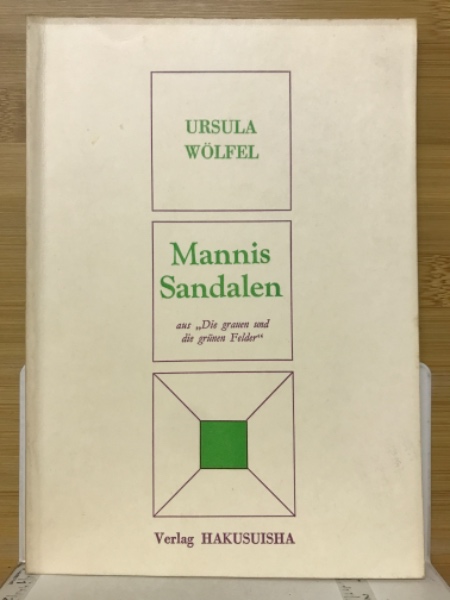 URSULA
WÖLFEL
Mannis
Sandalen
aus „Die grauen und
die grünen Felder“
Verlag HAKUSUISHA